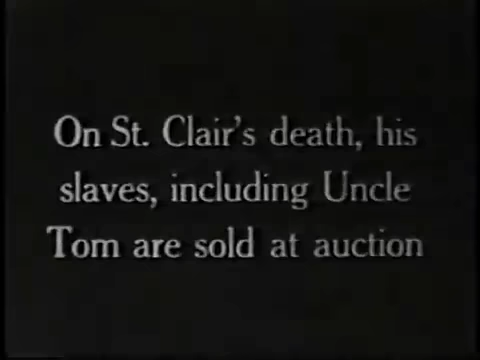 On St. Clair's death, his
slaves, including Uncle
Tom are sold at auction